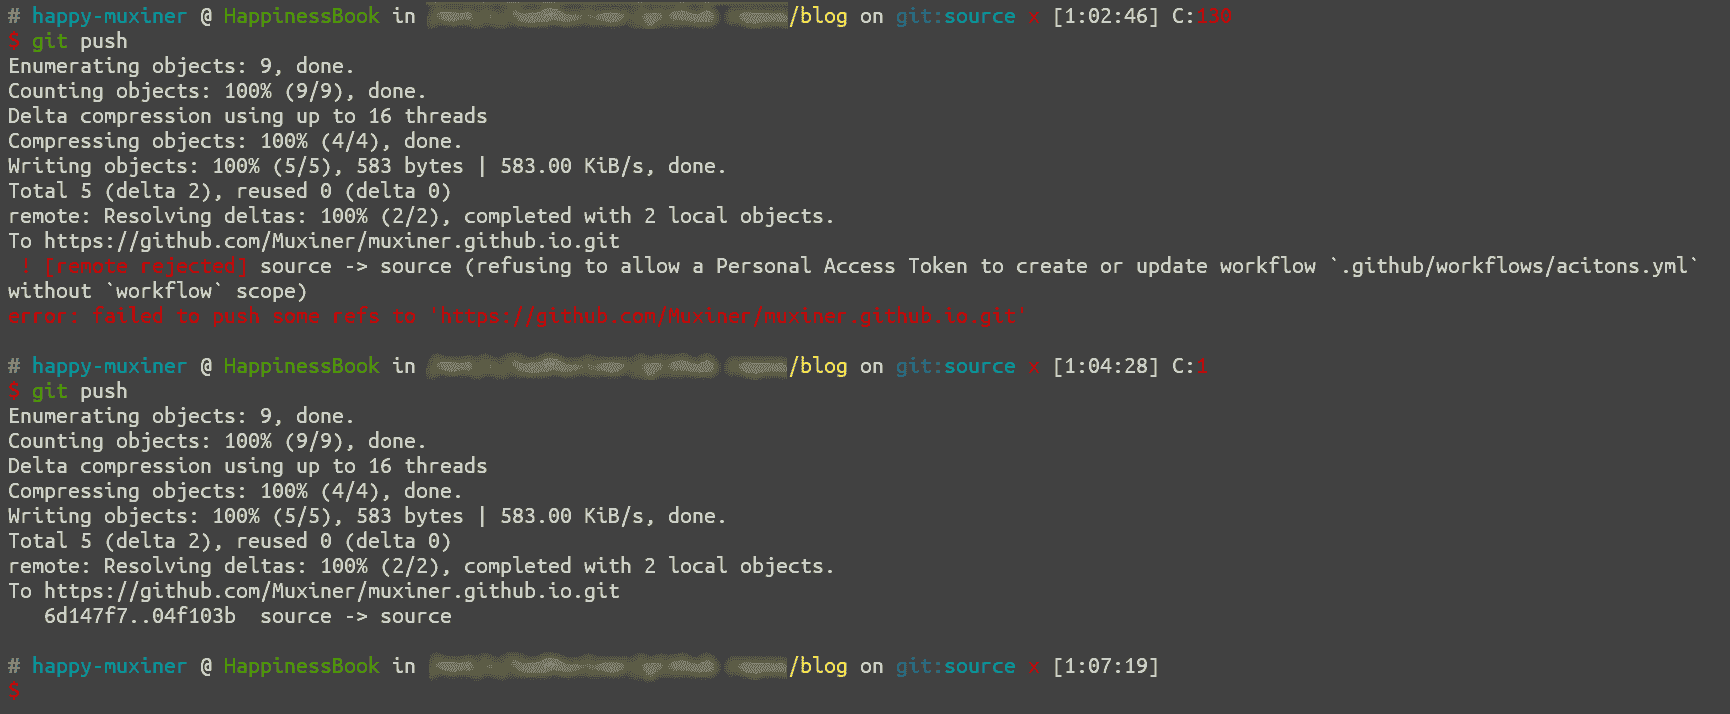 # happy-muxiner @ HappinessBook in /blog on git:source x [1:02:46] C:130
$ git push
Enumerating objects: 9, done.
Counting objects: 100% (9/9), done.
Delta compression using up to 16 threads
Compressing objects: 100% (4/4), done.
Writing objects: 100% (5/5), 583 bytes | 583.00 KiB/s, done.
Total 5 (delta 2), reused 0 (delta 0)
remote: Resolving deltas: 100% (2/2), completed with 2 local objects.
To https://github.com/Muxiner/muxiner.github.io.git
 ! [remote rejected] source -> source (refusing to allow a Personal Access Token to create or update workflow `.github/workflows/acitons.yml`
without `workflow` scope)
error: failed to push some refs to 'https://github.com/Muxiner/muxiner.github.io.git'
# happy-muxiner @ HappinessBook in /blog on git:source x [1:04:28] C:1
$ git push
Enumerating objects: 9, done.
Counting objects: 100% (9/9), done.
Delta compression using up to 16 threads
Compressing objects: 100% (4/4), done.
Writing objects: 100% (5/5), 583 bytes | 583.00 KiB/s, done.
Total 5 (delta 2), reused 0 (delta 0)
remote: Resolving deltas: 100% (2/2), completed with 2 local objects.
To https://github.com/Muxiner/muxiner.github.io.git
   6d147f7..04f103b  source -> source
# happy-muxiner @ HappinessBook in /blog on git:source x [1:07:19]
$